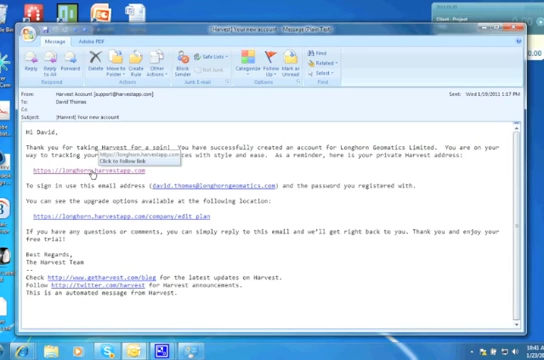 [Harvest] Your new account - Message (Plain Text)
Message Adobe PDF
Reply Reply to All Forward Delete Move to Folder Create Rule Other Actions Block Sender Safe Lists Not Junk Categorize Follow Up Mark as Unread Find Related Select
Respond Actions Junk E-mail Options Find
From: Harvest Account [support@harvestapp.com] Sent: Wed 1/19/2011 1:17 PM
To: David Thomas
Cc:
Subject: [Harvest] Your new account
Hi David,
Thank you for taking Harvest for a spin! You have successfully created an account for Longhorn Geomatics Limited. You are on your
way to tracking your with style and ease. As a reminder, here is your private Harvest address:
https://longhorn.harvestapp.com
Click to follow link
https://longhorn.harvestapp.com
To sign in use this email address (david.thomas@longhorngeomatics.com) and the password you registered with.
You can see the upgrade options available at the following location:
https://longhorn.harvestapp.com/company/edit_plan
If you have any questions or comments, you can simply reply to this email and we'll get right back to you. Thank you and enjoy your
free trial!
Best Regards,
The Harvest Team
--
Check http://www.getharvest.com/blog for the latest updates on Harvest.
Follow http://twitter.com/harvest for Harvest announcements.
This is an automated message from Harvest.